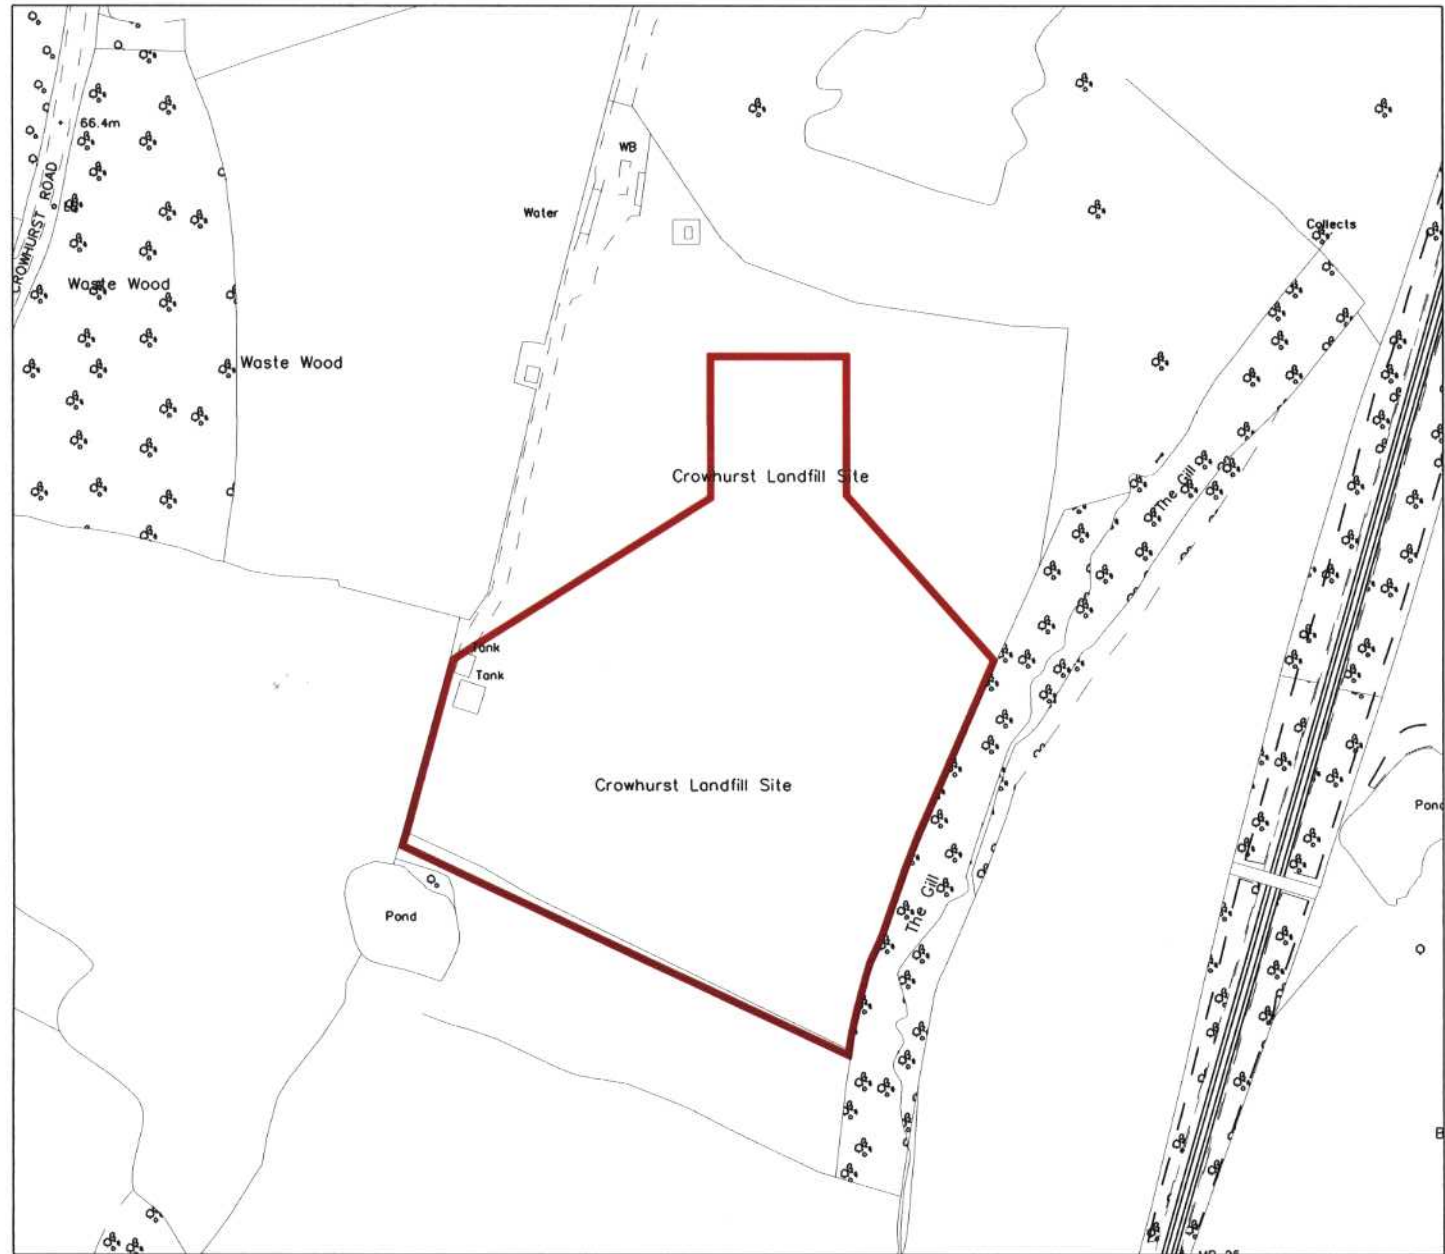 66.4m
WB
CROWHURST ROAD
Water
Collects
Waste Wood
Waste Wood
Crowhurst Landfill Site
The Gill
Tank
Tank
Crowhurst Landfill Site
Pond
The Gill
Pond